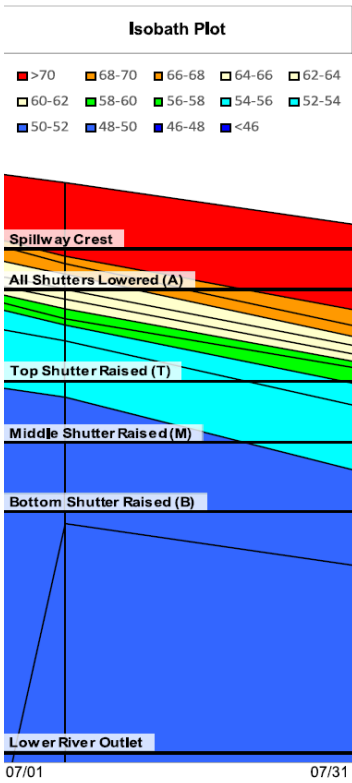 Isobath Plot
>70 68-70 66-68 64-66 62-64
60-62 58-60 56-58 54-56 52-54
50-52 48-50 46-48 <46
Spillway Crest
All Shutters Lowered (A)
Top Shutter Raised (T)
Middle Shutter Raised (M)
Bottom Shutter Raised (B)
Lower River Outlet
07/01 07/31